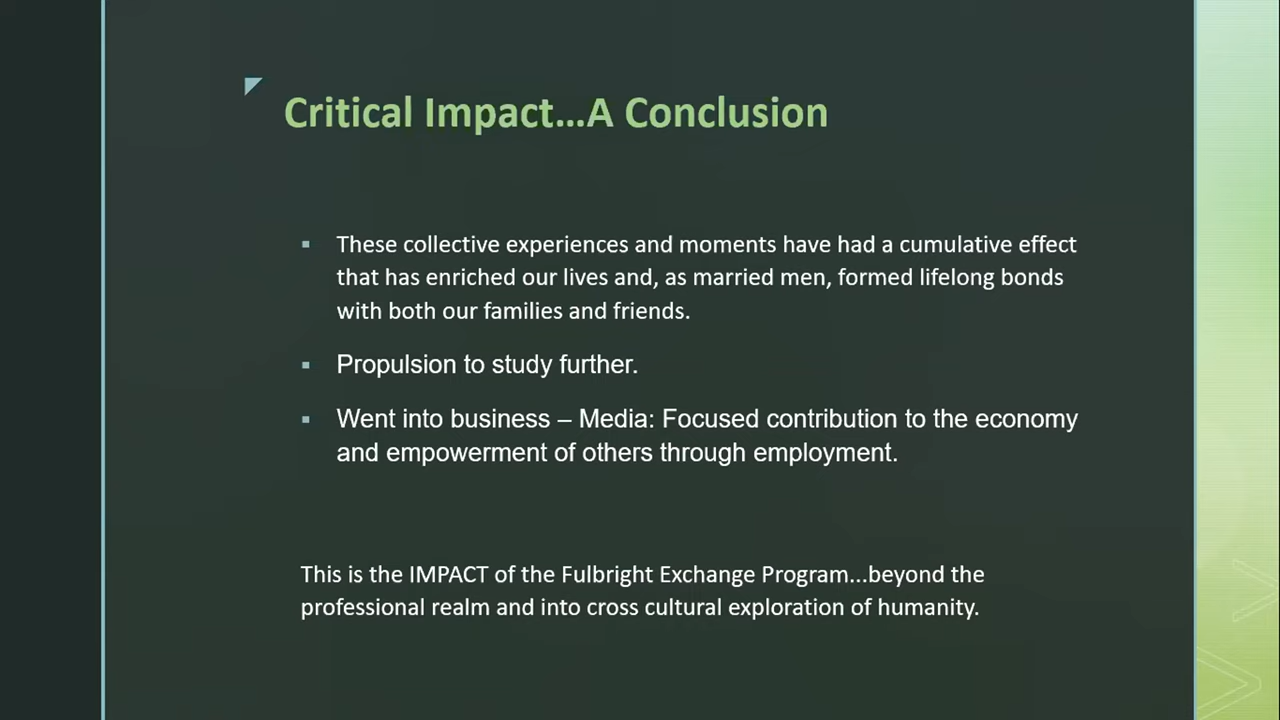 Critical Impact...A Conclusion
▪ These collective experiences and moments have had a cumulative effect
that has enriched our lives and, as married men, formed lifelong bonds
with both our families and friends.
▪ Propulsion to study further.
▪ Went into business – Media: Focused contribution to the economy
and empowerment of others through employment.
This is the IMPACT of the Fulbright Exchange Program...beyond the
professional realm and into cross cultural exploration of humanity.